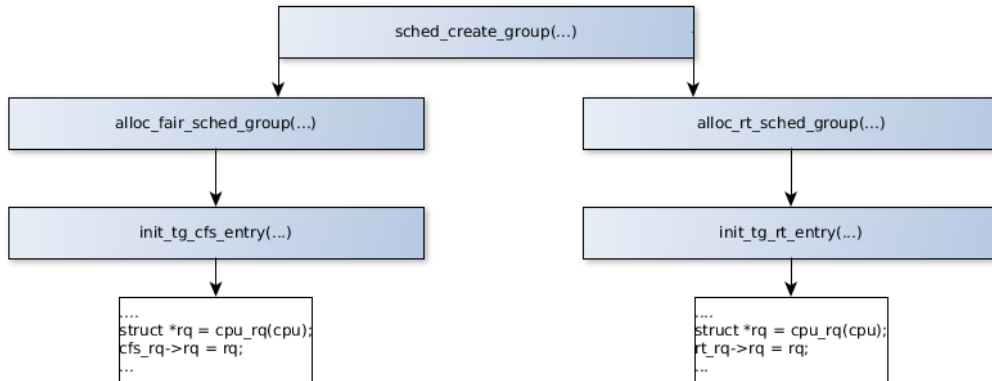 sched_create_group(...)
alloc_fair_sched_group(...)
alloc_rt_sched_group(...)
init_tg_cfs_entry(...)
init_tg_rt_entry(...)
....
struct *rq = cpu_rq(cpu);
cfs_rq->rq = rq;
...
....
struct *rq = cpu_rq(cpu);
rt_rq->rq = rq;
...